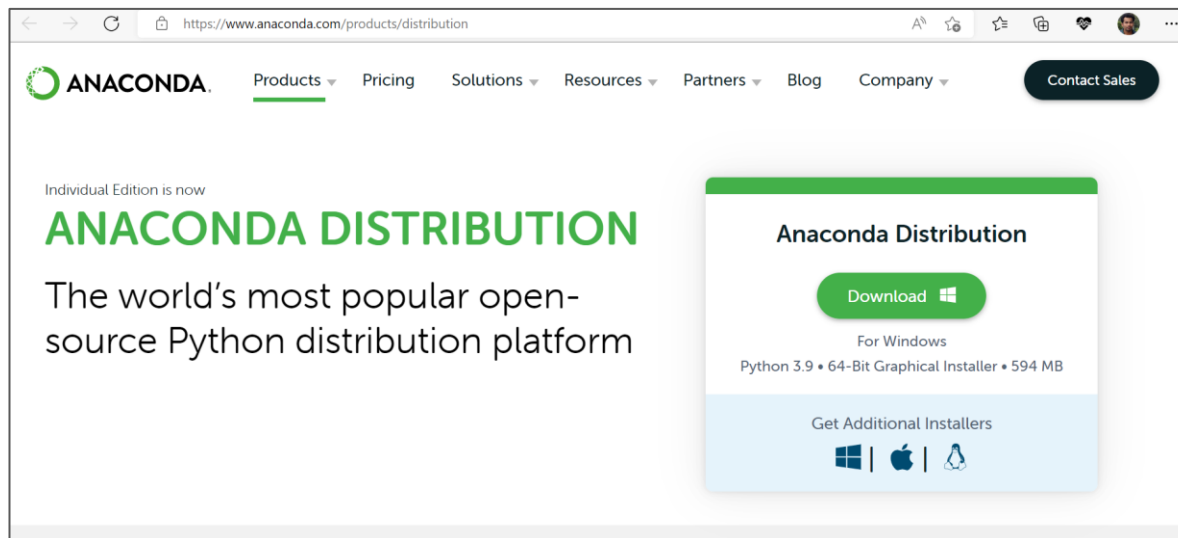 https://www.anaconda.com/products/distribution
ANACONDA.
Products Pricing Solutions Resources Partners Blog Company Contact Sales
Individual Edition is now
ANACONDA DISTRIBUTION
The world's most popular open-
source Python distribution platform
Anaconda Distribution
Download
For Windows
Python 3.9 • 64-Bit Graphical Installer • 594 MB
Get Additional Installers